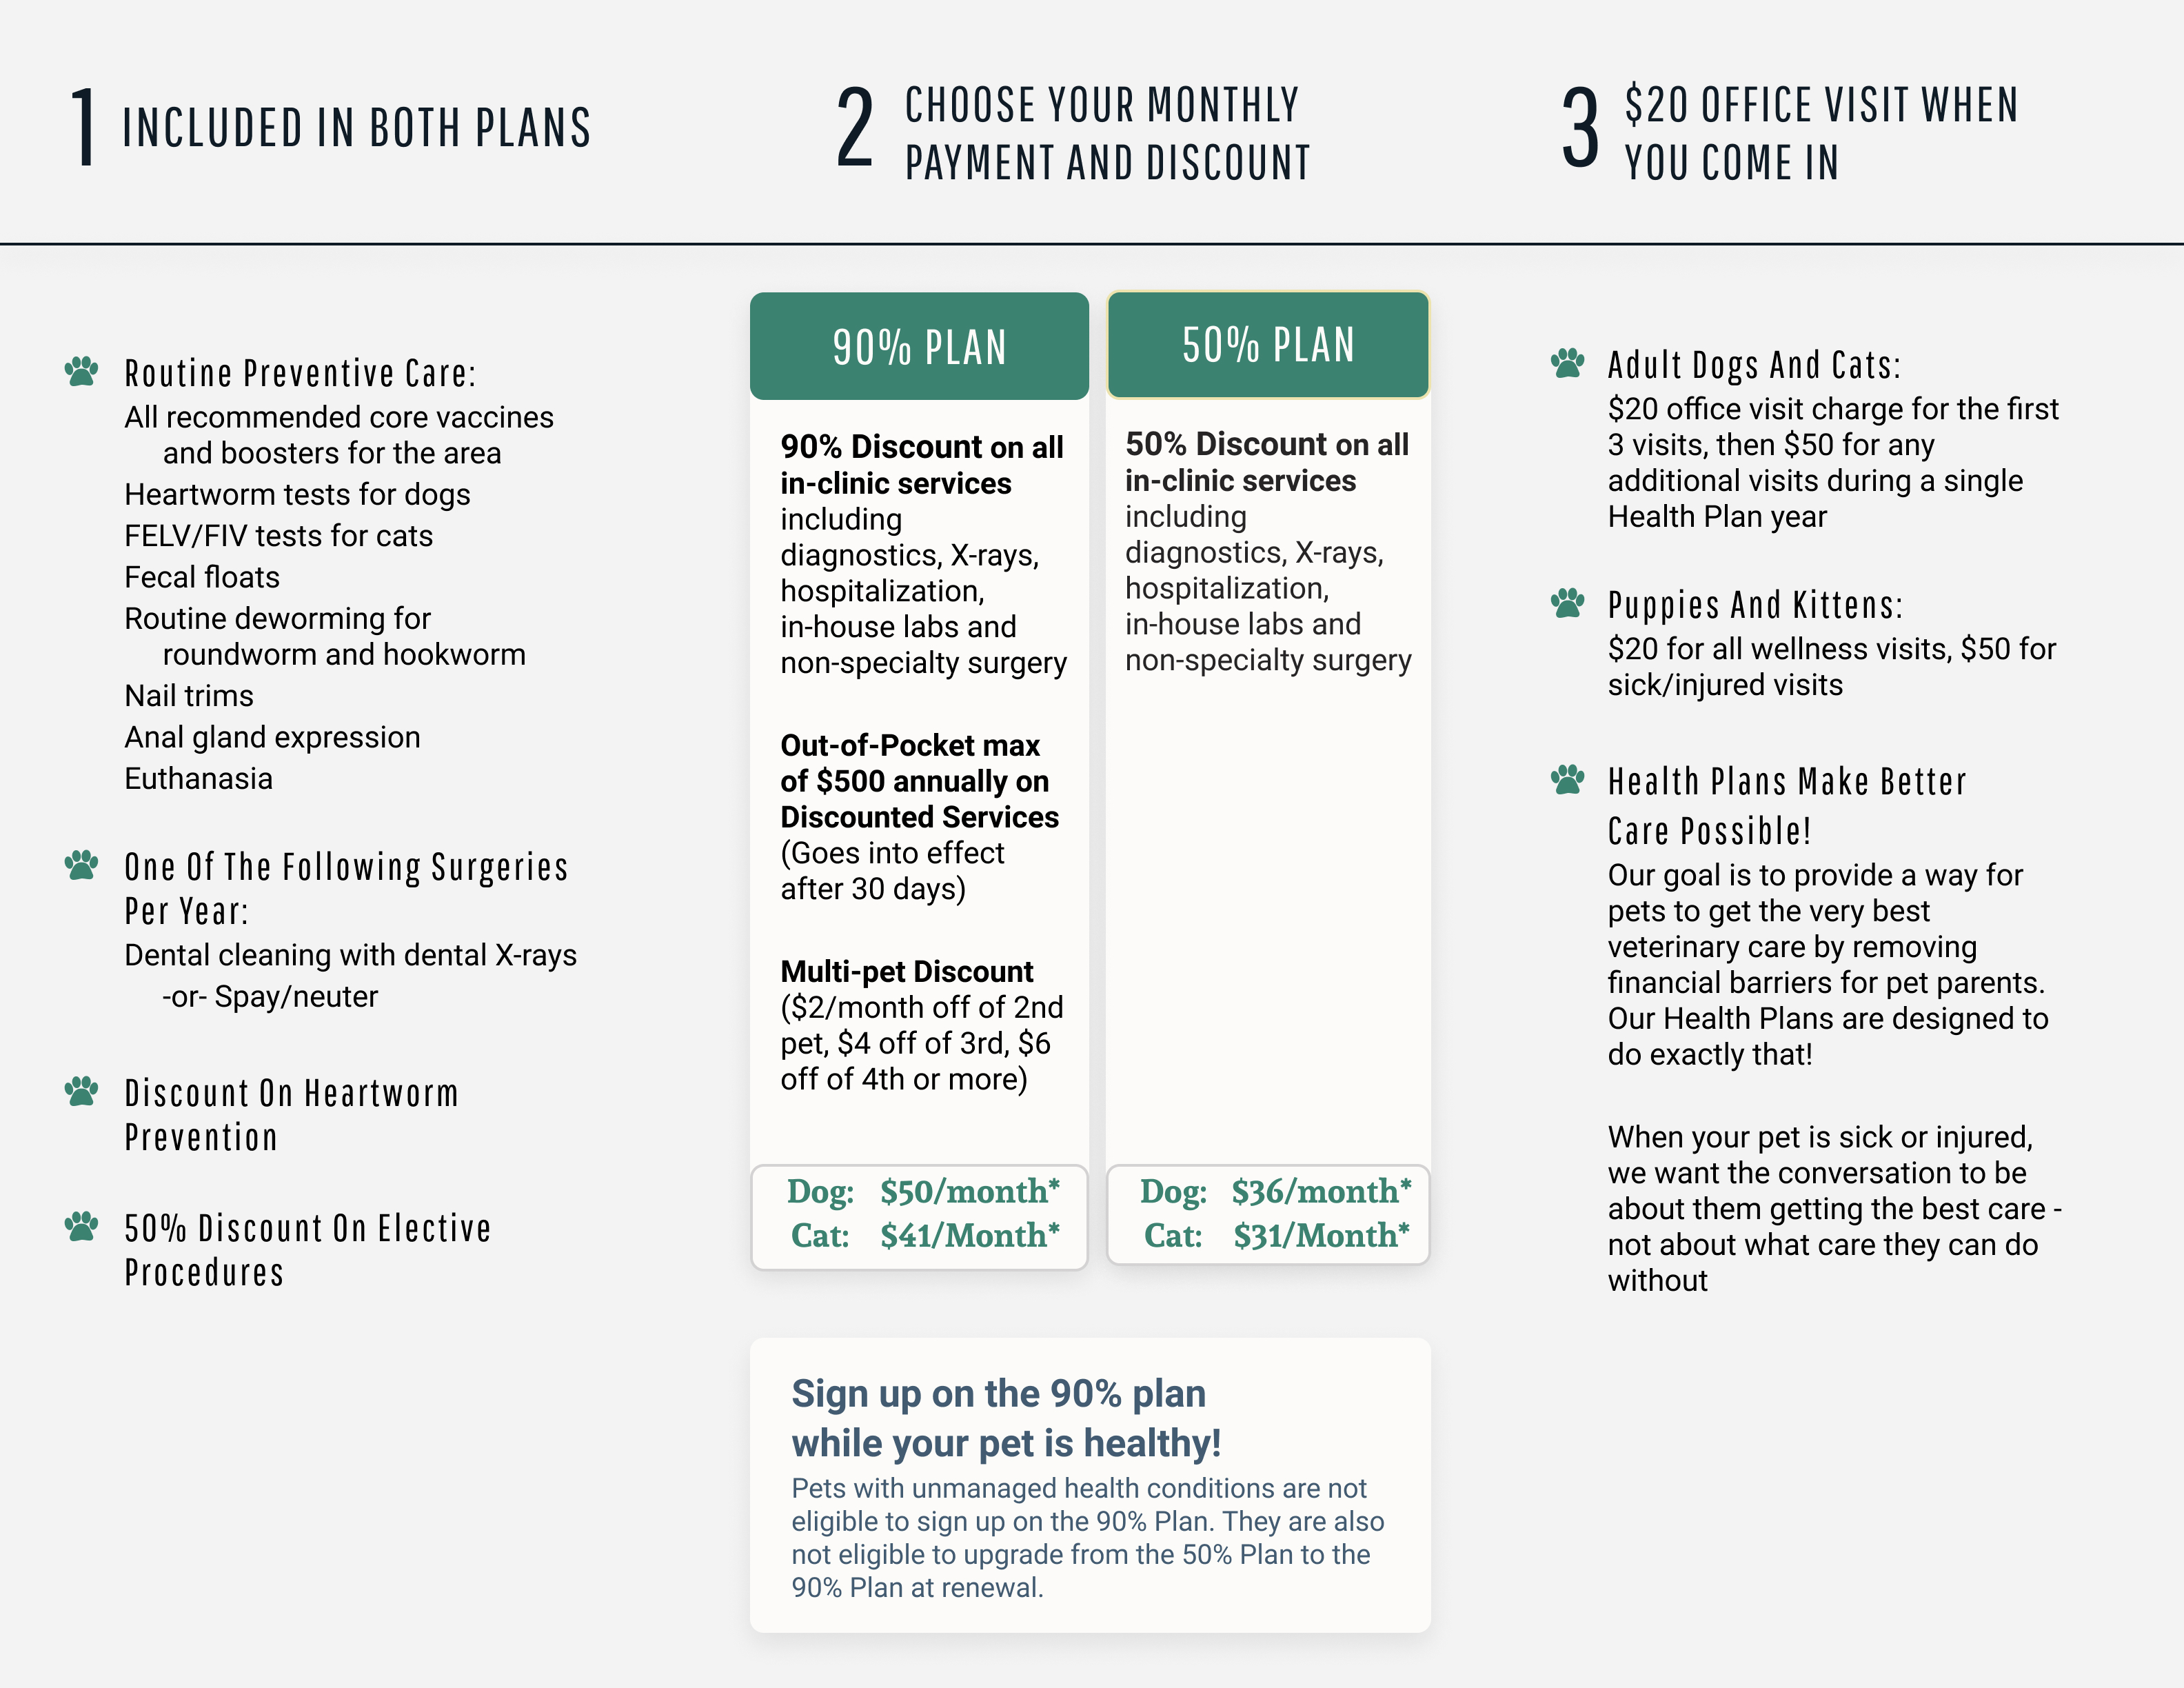 1 INCLUDED IN BOTH PLANS
2 CHOOSE YOUR MONTHLY
PAYMENT AND DISCOUNT
3 $20 OFFICE VISIT WHEN
YOU COME IN
Routine Preventive Care:
All recommended core vaccines
and boosters for the area
Heartworm tests for dogs
FELV/FIV tests for cats
Fecal floats
Routine deworming for
roundworm and hookworm
Nail trims
Anal gland expression
Euthanasia
One Of The Following Surgeries
Per Year:
Dental cleaning with dental X-rays
-or- Spay/neuter
Discount On Heartworm
Prevention
50% Discount On Elective
Procedures
90% PLAN
90% Discount on all
in-clinic services
including
diagnostics, X-rays,
hospitalization,
in-house labs and
non-specialty surgery
Out-of-Pocket max
of $500 annually on
Discounted Services
(Goes into effect
after 30 days)
Multi-pet Discount
($2/month off of 2nd
pet, $4 off of 3rd, $6
off of 4th or more)
Dog: $50/month*
Cat: $41/Month*
50% PLAN
50% Discount on all
in-clinic services
including
diagnostics, X-rays,
hospitalization,
in-house labs and
non-specialty surgery
Dog: $36/month*
Cat: $31/Month*
Sign up on the 90% plan
while your pet is healthy!
Pets with unmanaged health conditions are not
eligible to sign up on the 90% Plan. They are also
not eligible to upgrade from the 50% Plan to the
90% Plan at renewal.
Adult Dogs And Cats:
$20 office visit charge for the first
3 visits, then $50 for any
additional visits during a single
Health Plan year
Puppies And Kittens:
$20 for all wellness visits, $50 for
sick/injured visits
Health Plans Make Better
Care Possible!
Our goal is to provide a way for
pets to get the very best
veterinary care by removing
financial barriers for pet parents.
Our Health Plans are designed to
do exactly that!
When your pet is sick or injured,
we want the conversation to be
about them getting the best care -
not about what care they can do
without